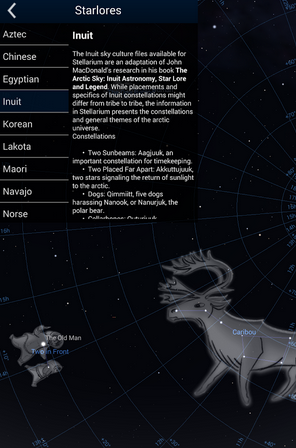 Starlores
Aztec
Chinese
Egyptian
Inuit
Korean
Lakota
Maori
Navajo
Norse
Inuit
The Inuit sky culture files available for
Stellarium are an adaptation of John
MacDonald's research in his book The
Arctic Sky: Inuit Astronomy, Star Lore
and Legend. While placements and
specifics of Inuit constellations might
differ from tribe to tribe, the information
in Stellarium presents the constellations
and general themes of the arctic
universe.
Constellations
• Two Sunbeams: Aagjuuk, an
important constellation for timekeeping.
• Two Placed Far Apart: Akkuttujuuk,
two stars signaling the return of sunlight
to the arctic.
• Dogs: Qimmiit, five dogs
harassing Nanook, or Nanurjuk, the
polar bear.
Caribou
The Old Man
Two in Front